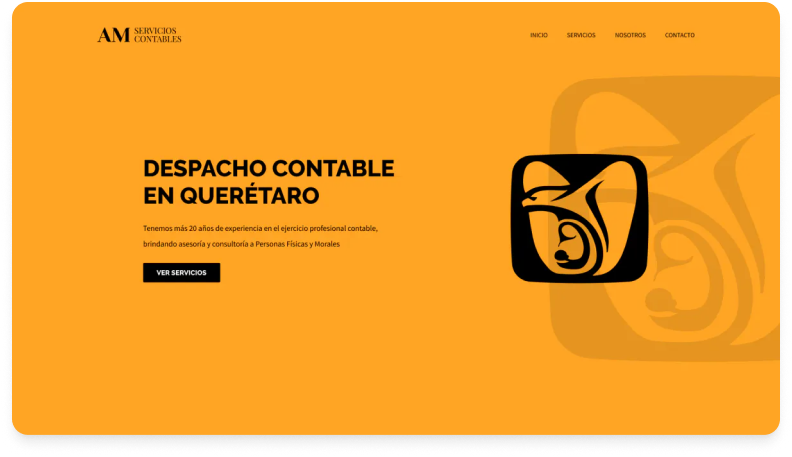 AM SERVICIOS
CONTABLES
INICIO SERVICIOS NOSOTROS CONTACTO
DESPACHO CONTABLE
EN QUERÉTARO
Tenemos más 20 años de experiencia en el ejercicio profesional contable,
brindando asesoría y consultoría a Personas Físicas y Morales
VER SERVICIOS